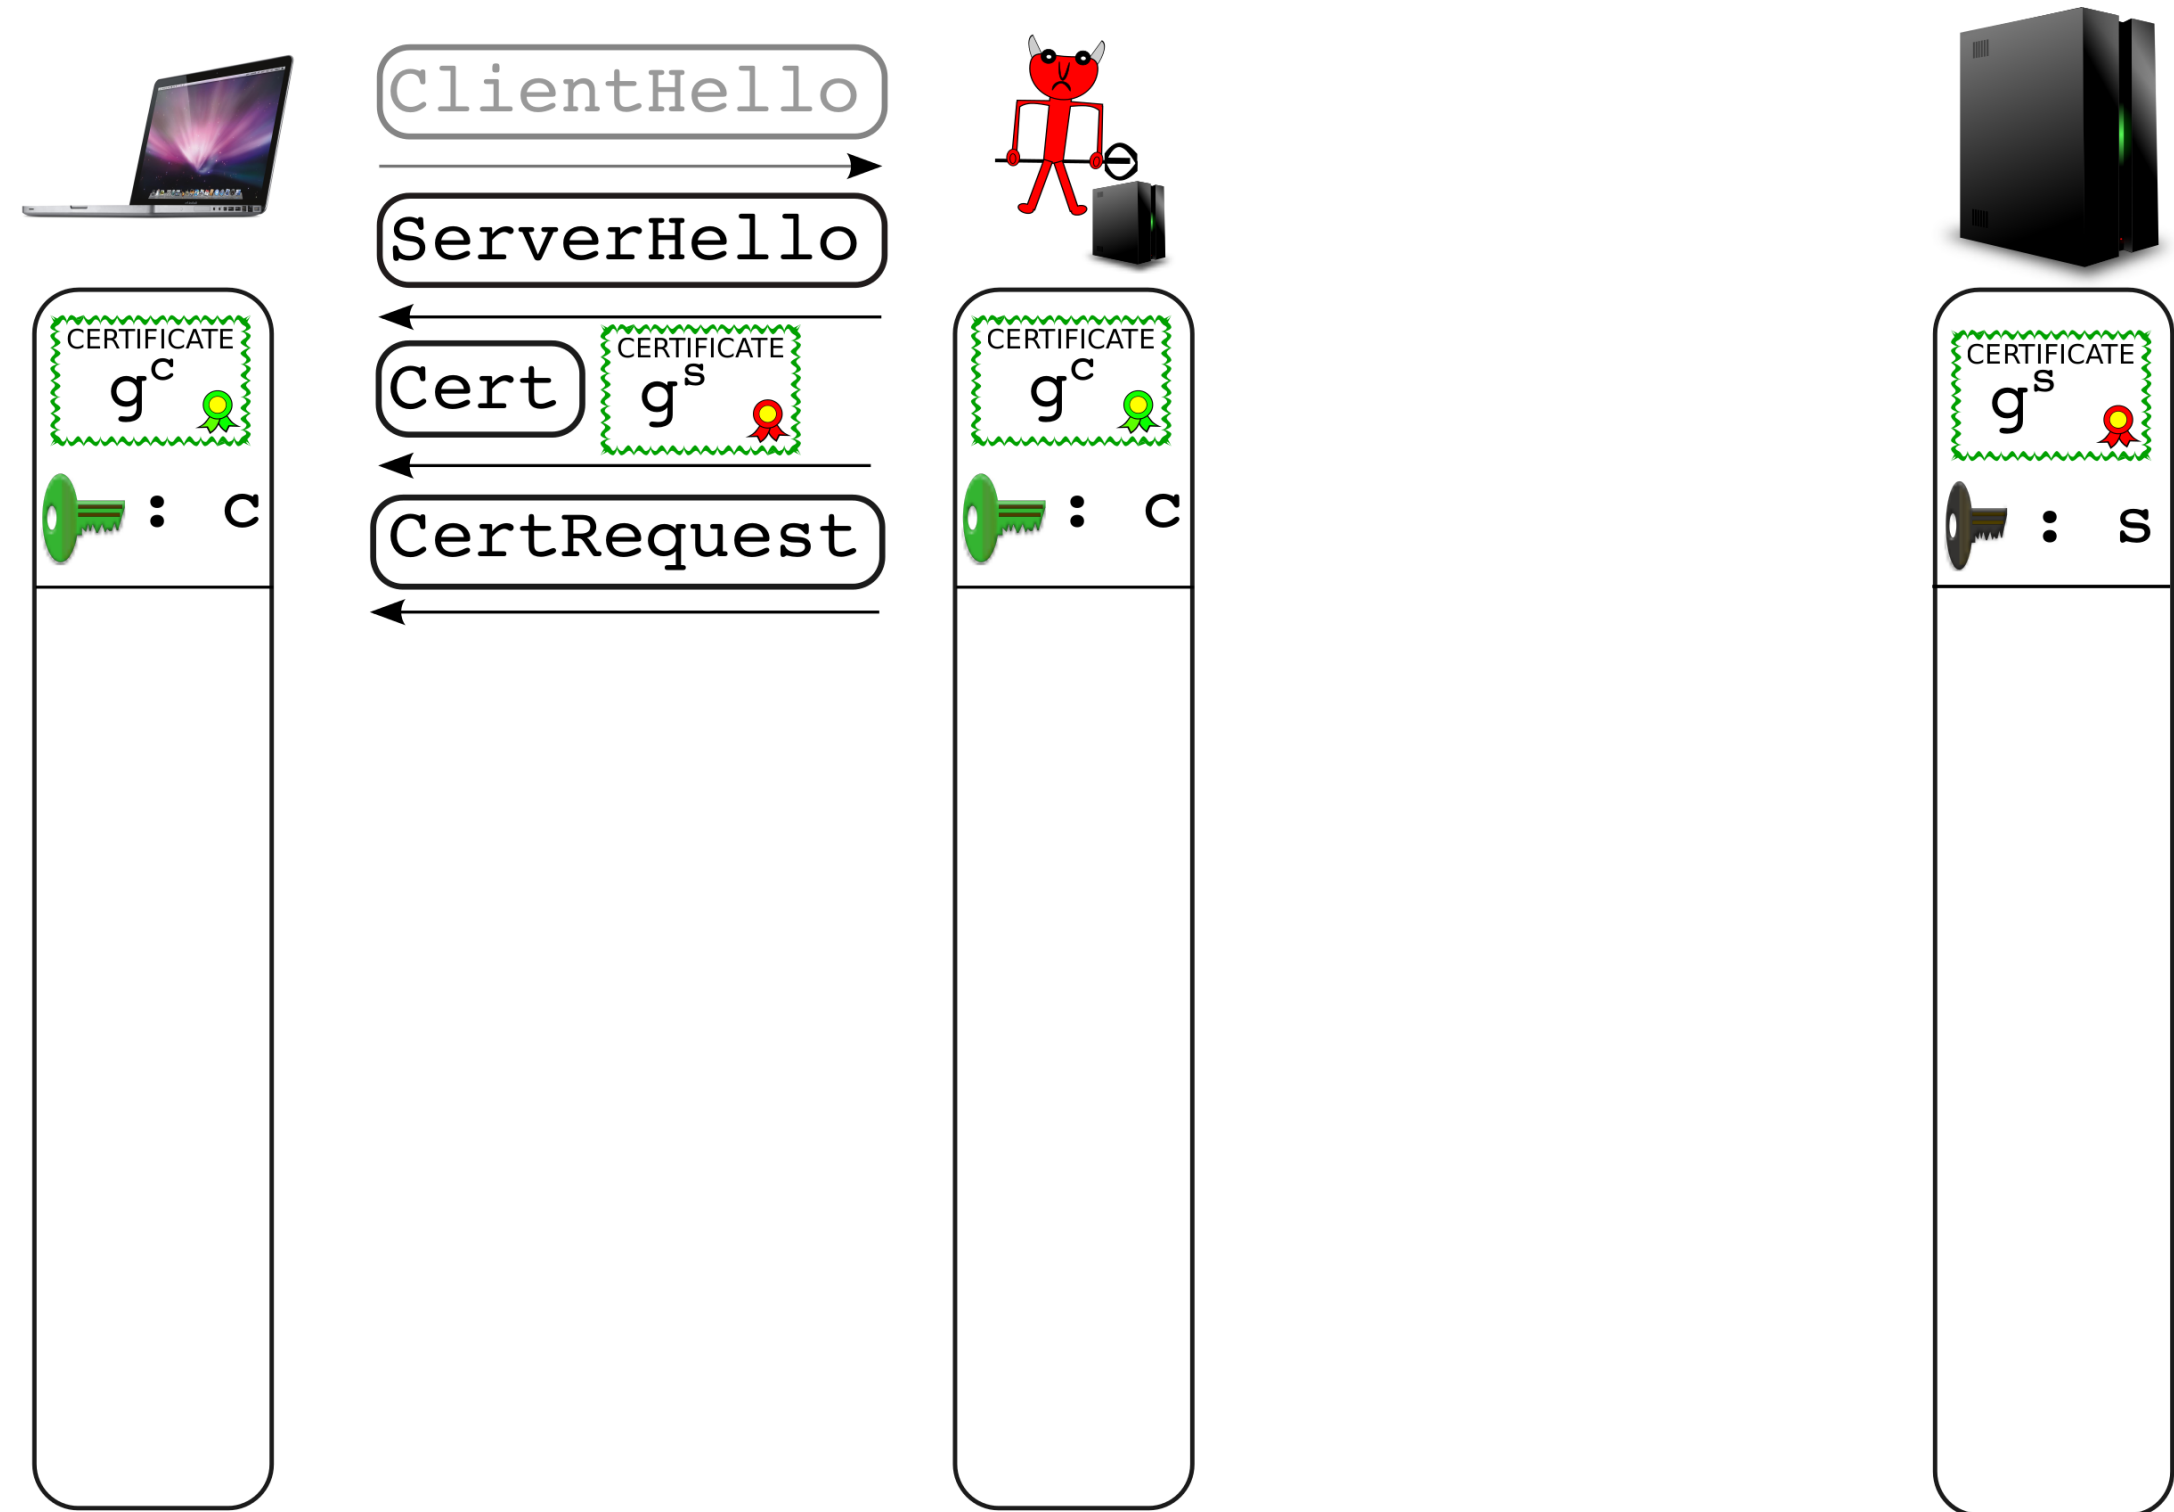 ClientHello
ServerHello
CERTIFICATE
g^c
: c
Cert
CERTIFICATE
g^s
CertRequest
CERTIFICATE
g^c
: c
CERTIFICATE
g^s
: s